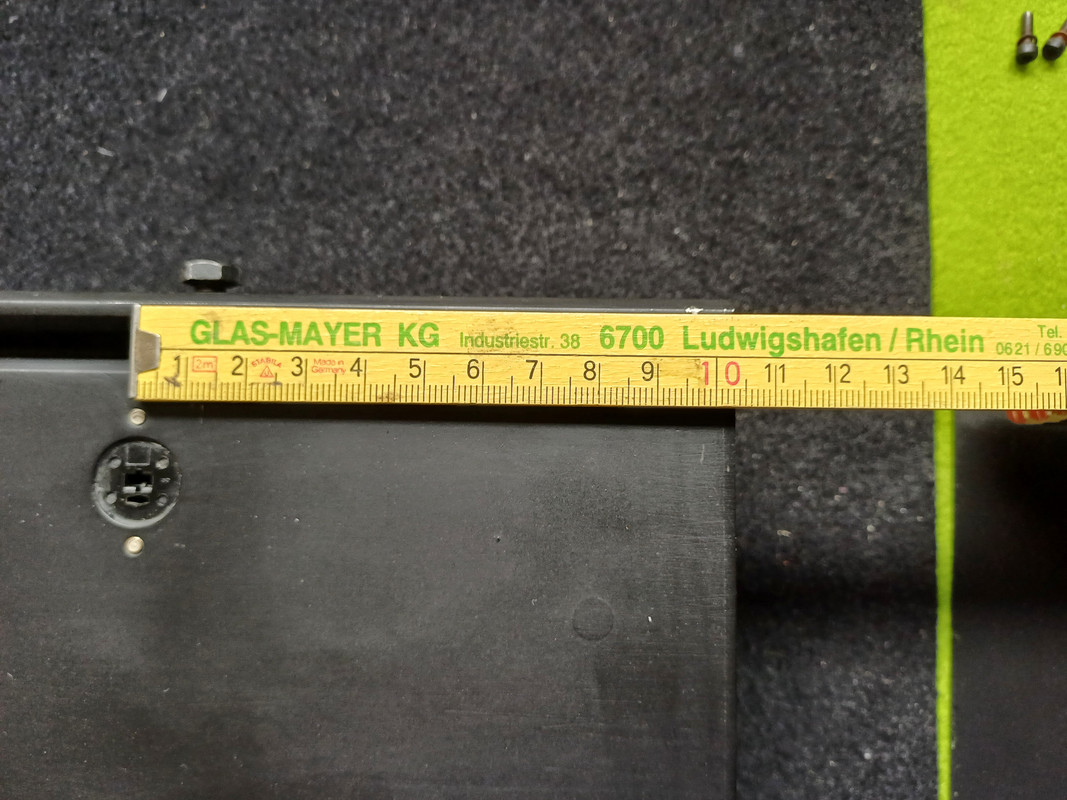 GLAS-MAYER KG Industriestr. 38 6700 Ludwigshafen / Rhein Tel.
0621 / 690
1 2m 2 STABILA 3 Made in Germany 4 5 6 7 8 9 10 11 12 13 14 15 1